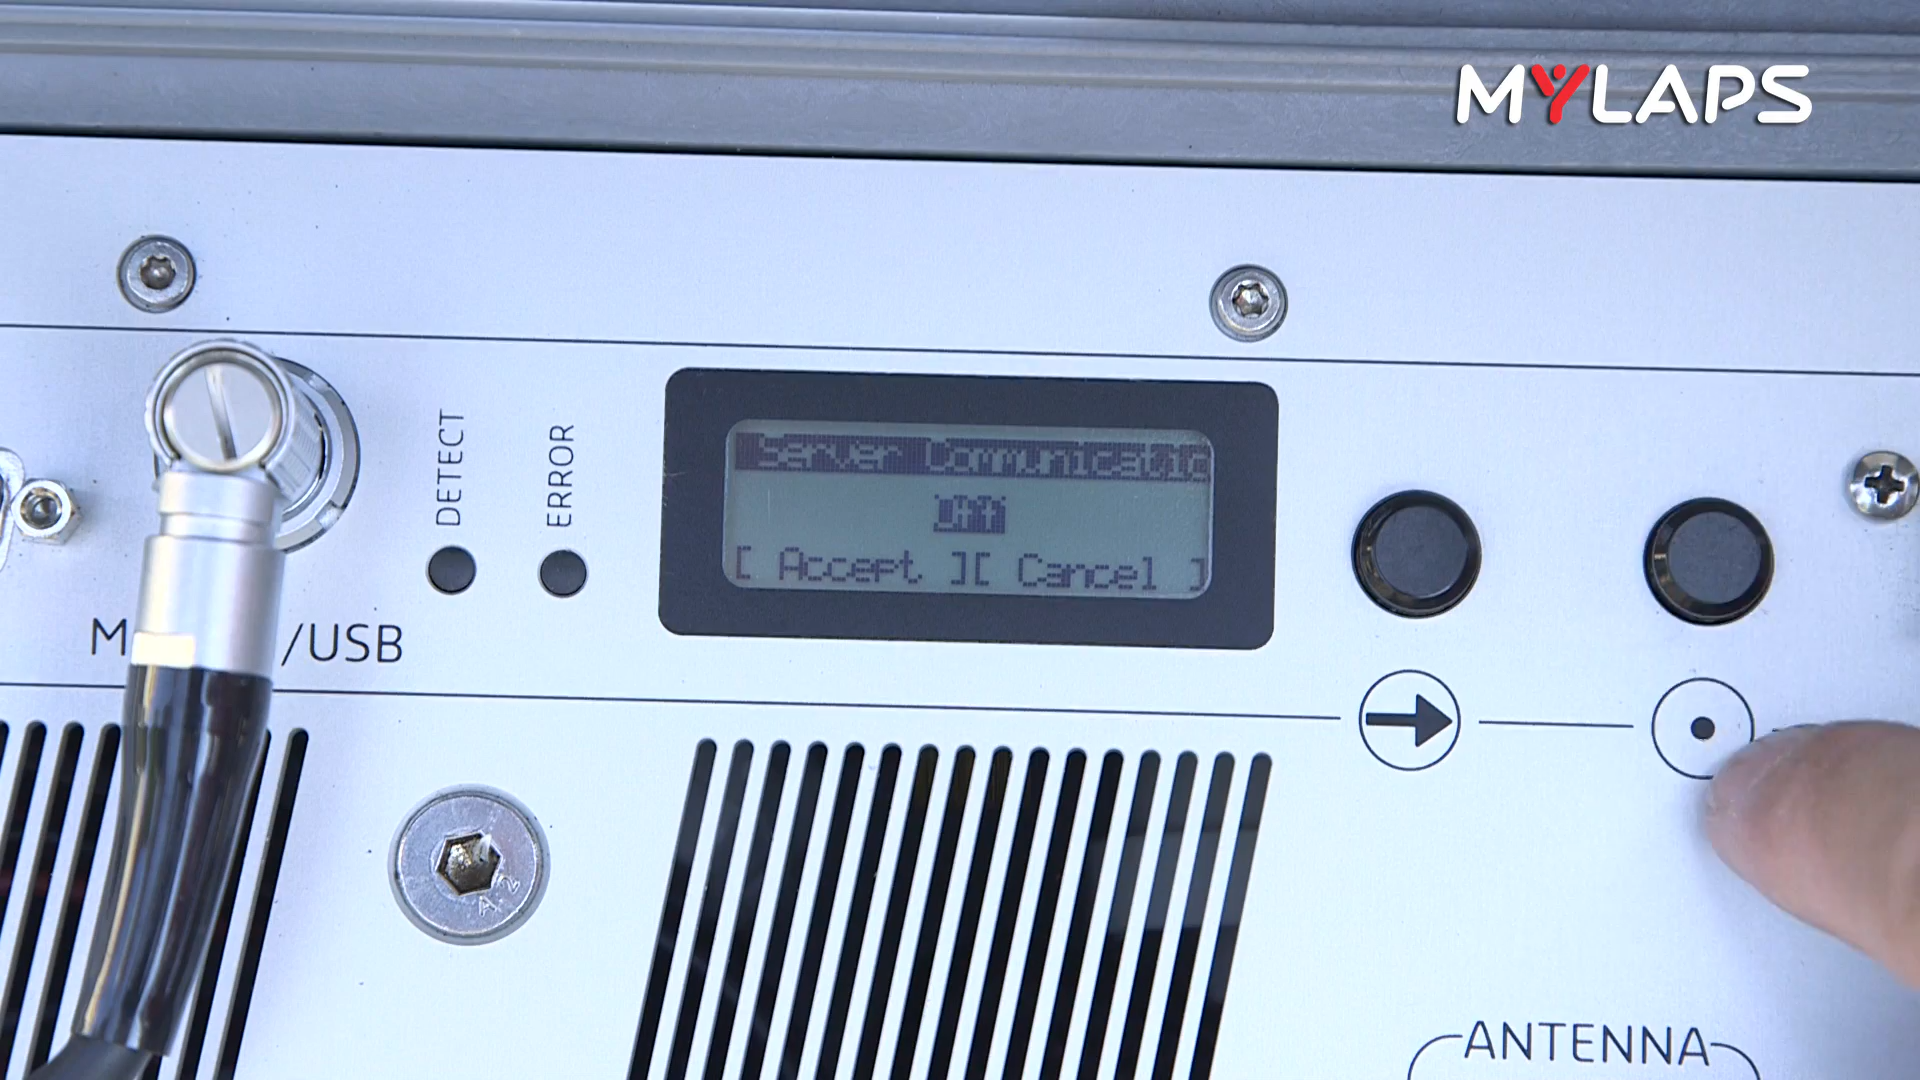 MYLAPS
DETECT
ERROR
Server Communicatio
Off
[ Accept ][ Cancel ]
/USB
ANTENNA